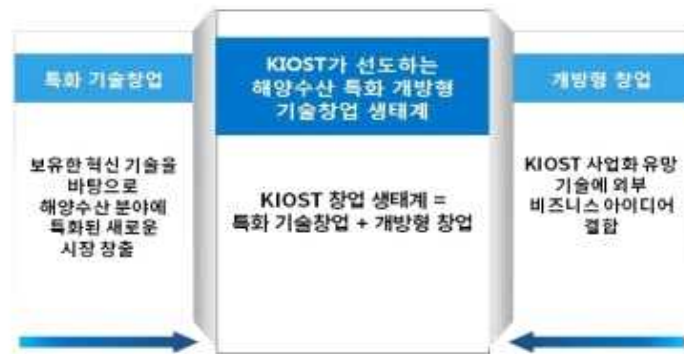 특화 기술창업
보유한 혁신 기술을
바탕으로
해양수산 분야에
특화된 새로운
시장 창출
KIOST가 선도하는
해양수산 특화 개방형
기술창업 생태계
KIOST 창업 생태계 =
특화 기술창업 + 개방형 창업
개방형 창업
KIOST 사업화 유망
기술에 외부
비즈니스 아이디어
결합